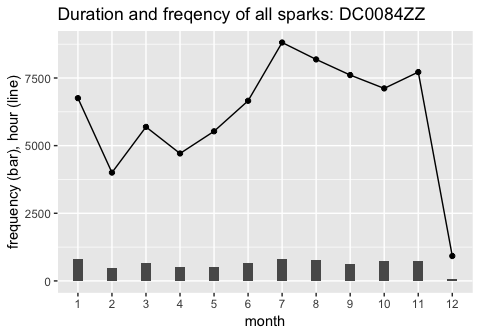 Duration and freqency of all sparks: DC0084ZZ
frequency (bar), hour (line)
7500
5000
2500
0
1 2 3 4 5 6 7 8 9 10 11 12
month